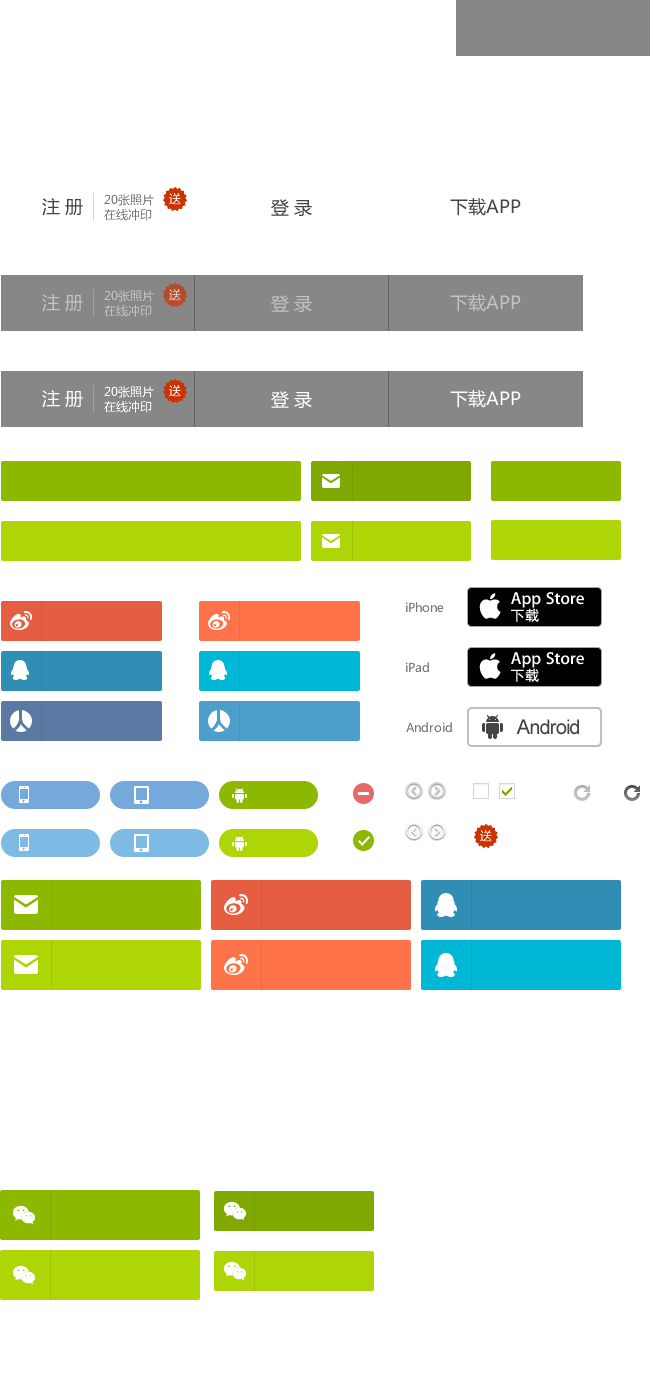 注 册
20张照片
在线冲印
送
登 录
下载APP
注 册
20张照片
在线冲印
送
登 录
下载APP
注 册
20张照片
在线冲印
送
登 录
下载APP
iPhone
App Store
下载
iPad
App Store
下载
Android
Android
送